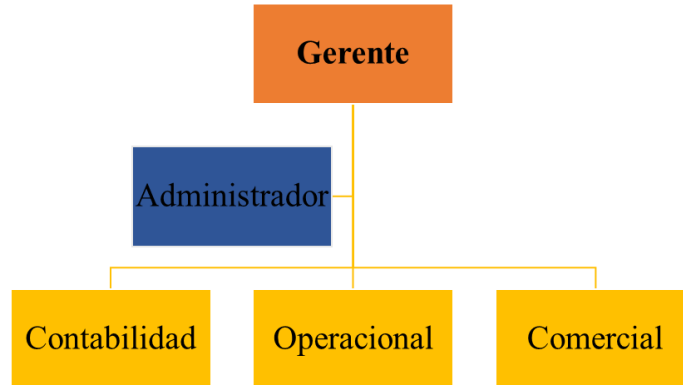 Gerente
Administrador
Contabilidad
Operacional
Comercial